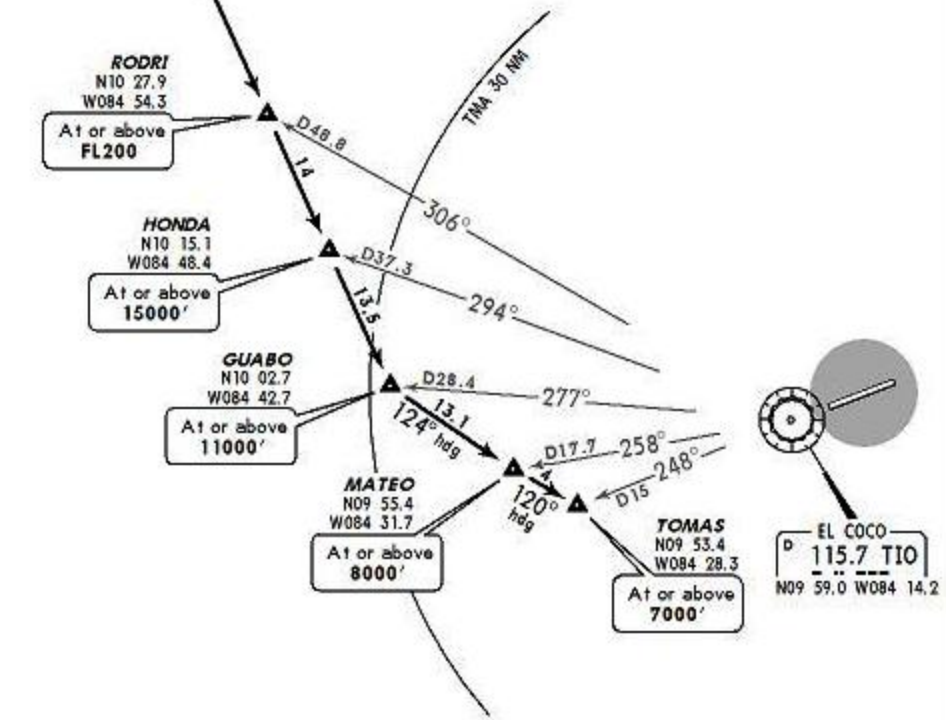 RODRI
N10 27.9
W084 54.3
At or above
FL200
D48.8
306°
TMA 30 NM
14
HONDA
N10 15.1
W084 48.4
At or above
15000'
D37.3
294°
13.5
GUABO
N10 02.7
W084 42.7
At or above
11000'
D28.4
277°
13.1
124° hdg
MATEO
N09 55.4
W084 31.7
At or above
8000'
D17.7
258°
4
120°
hdg
D15
248°
TOMAS
N09 53.4
W084 28.3
At or above
7000'
EL COCO
D
115.7 TIO
N09 59.0 W084 14.2